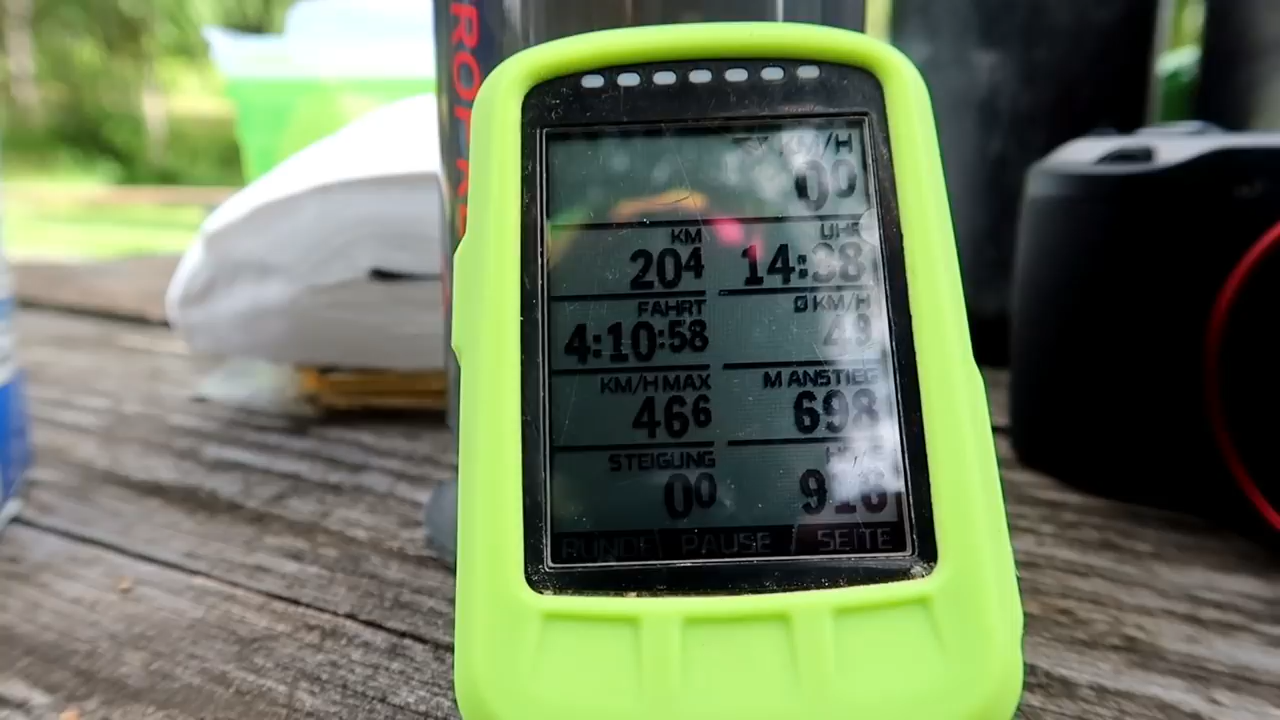 KM/H
00
KM
UHR
204
14:38
FAHRT
Ø KM/H
4:10:58
49
KM/H MAX
M ANSTIEG
466
698
STEIGUNG
00
RUNDE
PAUSE
SEITE